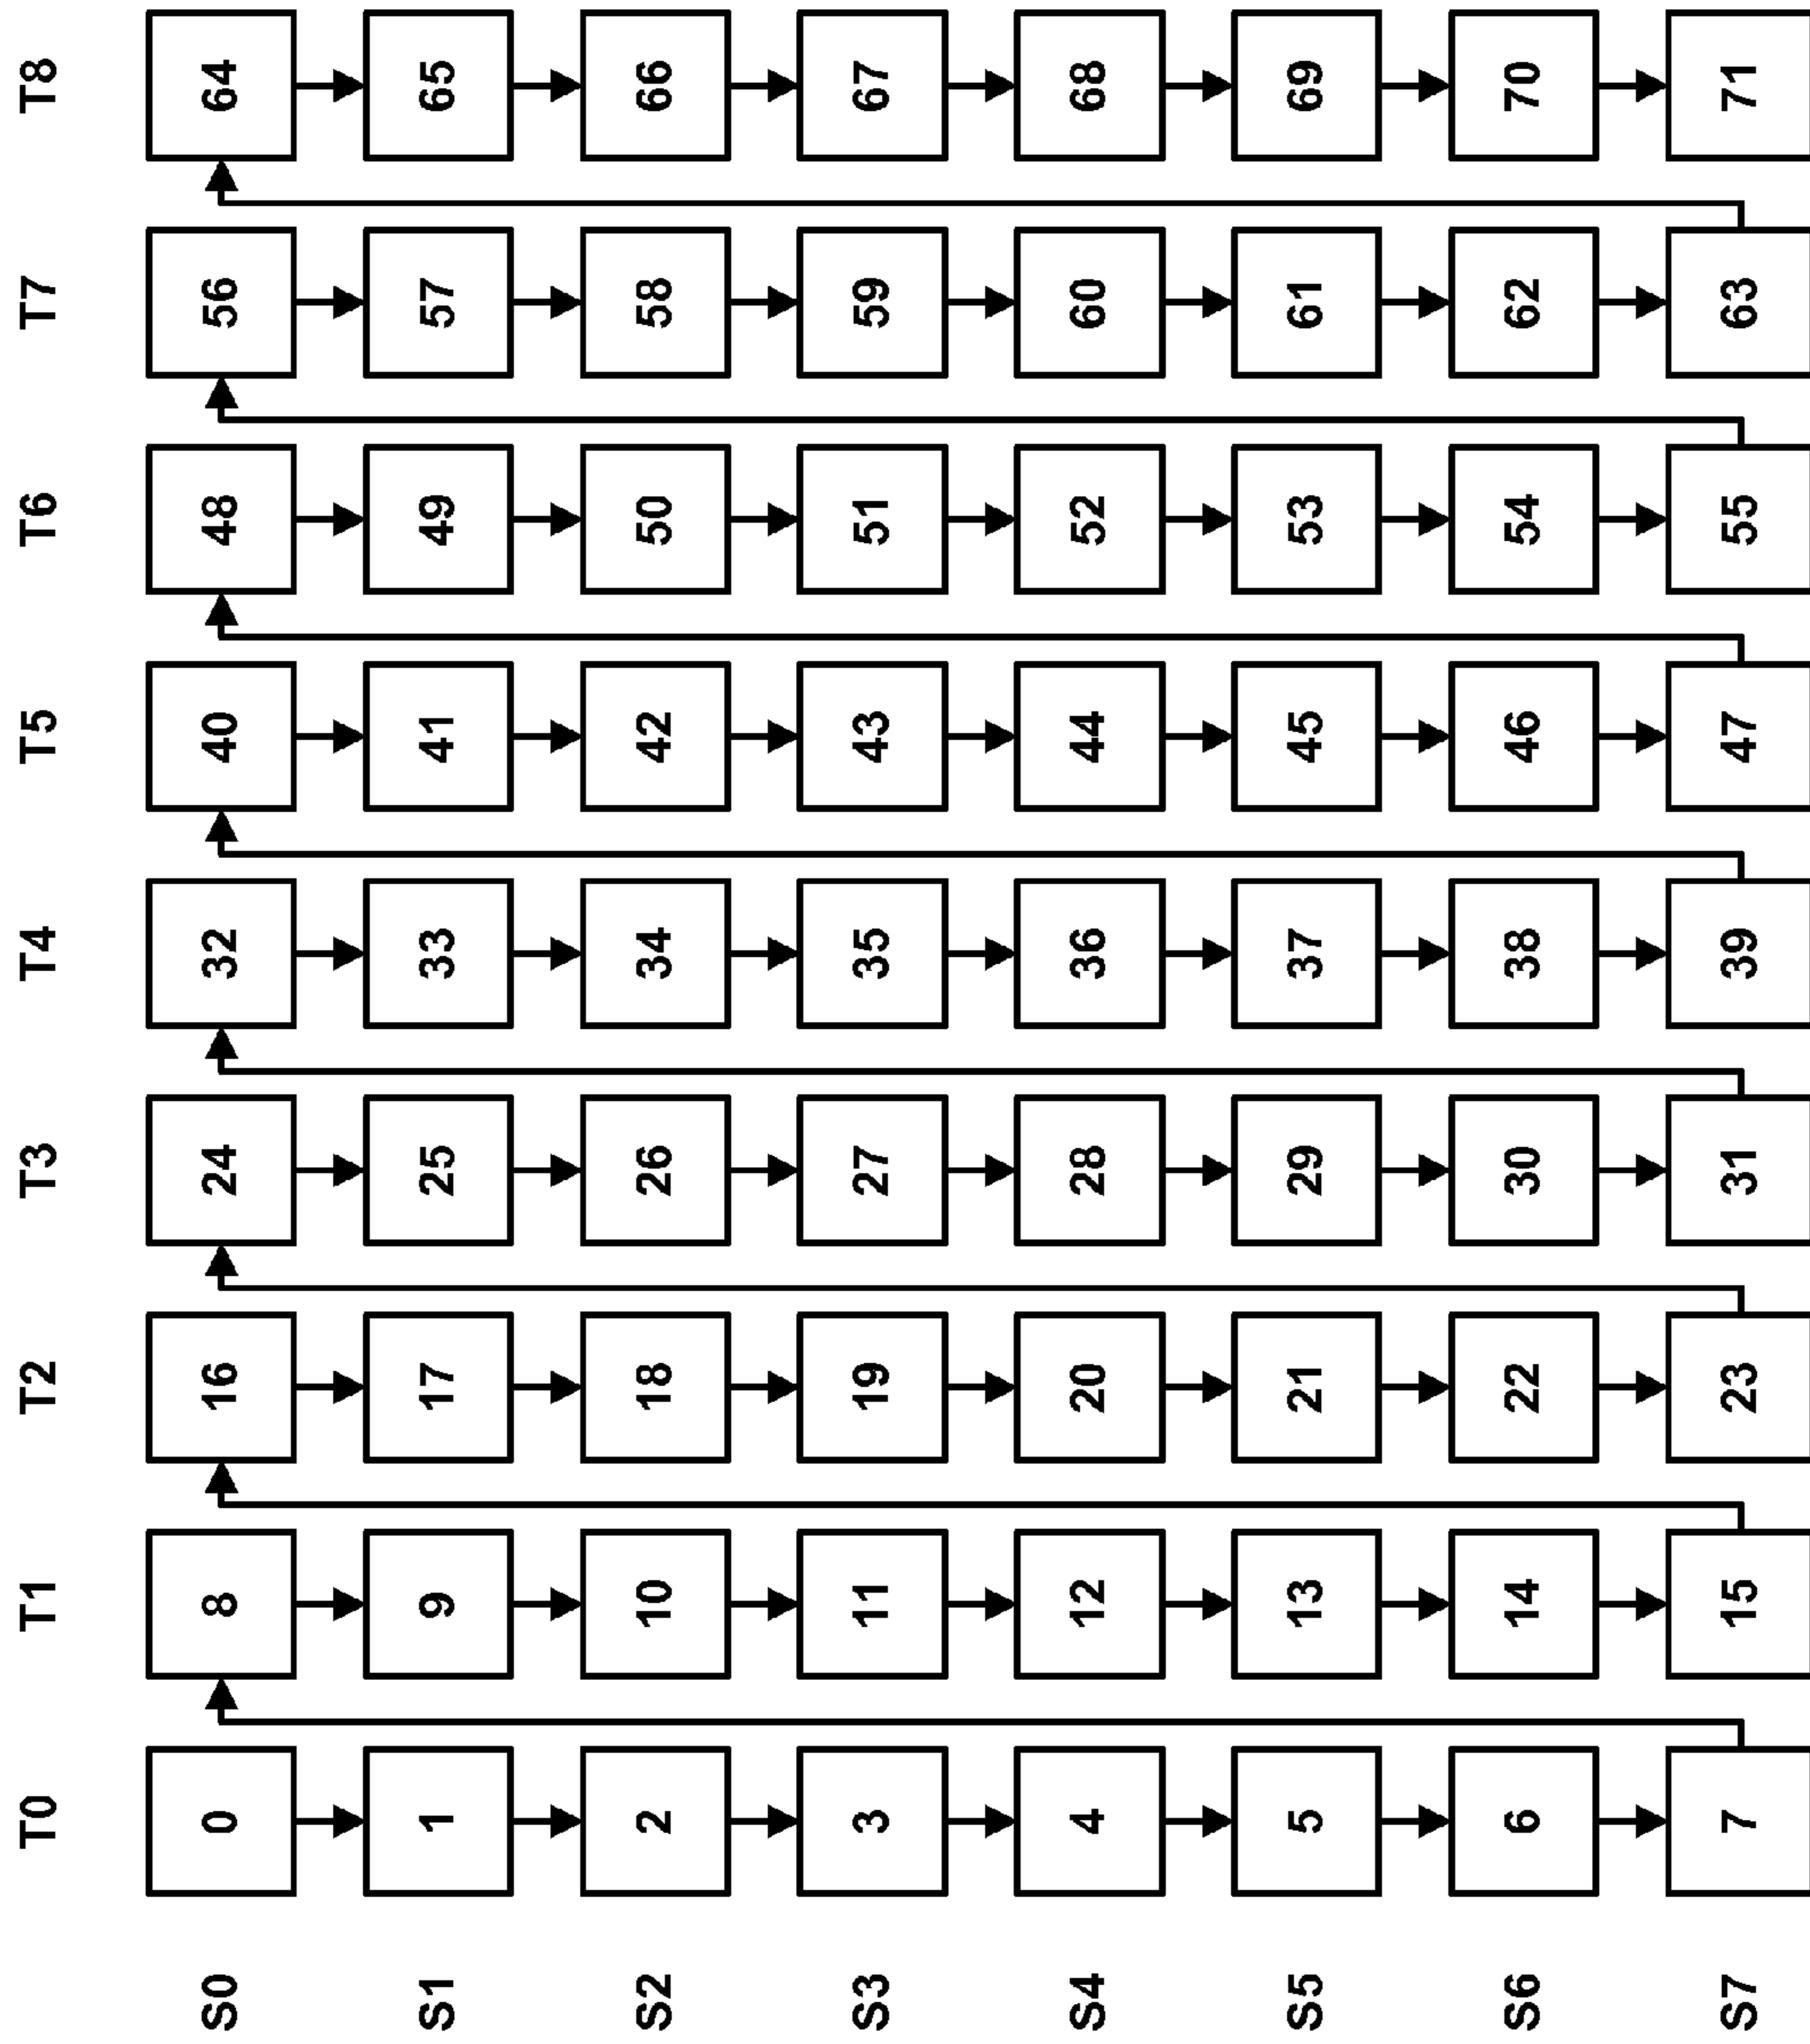 T0 T1 T2 T3 T4 T5 T6 T7 T8
S0 0 8 16 24 32 40 48 56 64
S1 1 9 17 25 33 41 49 57 65
S2 2 10 18 26 34 42 50 58 66
S3 3 11 19 27 35 43 51 59 67
S4 4 12 20 28 36 44 52 60 68
S5 5 13 21 29 37 45 53 61 69
S6 6 14 22 30 38 46 54 62 70
S7 7 15 23 31 39 47 55 63 71